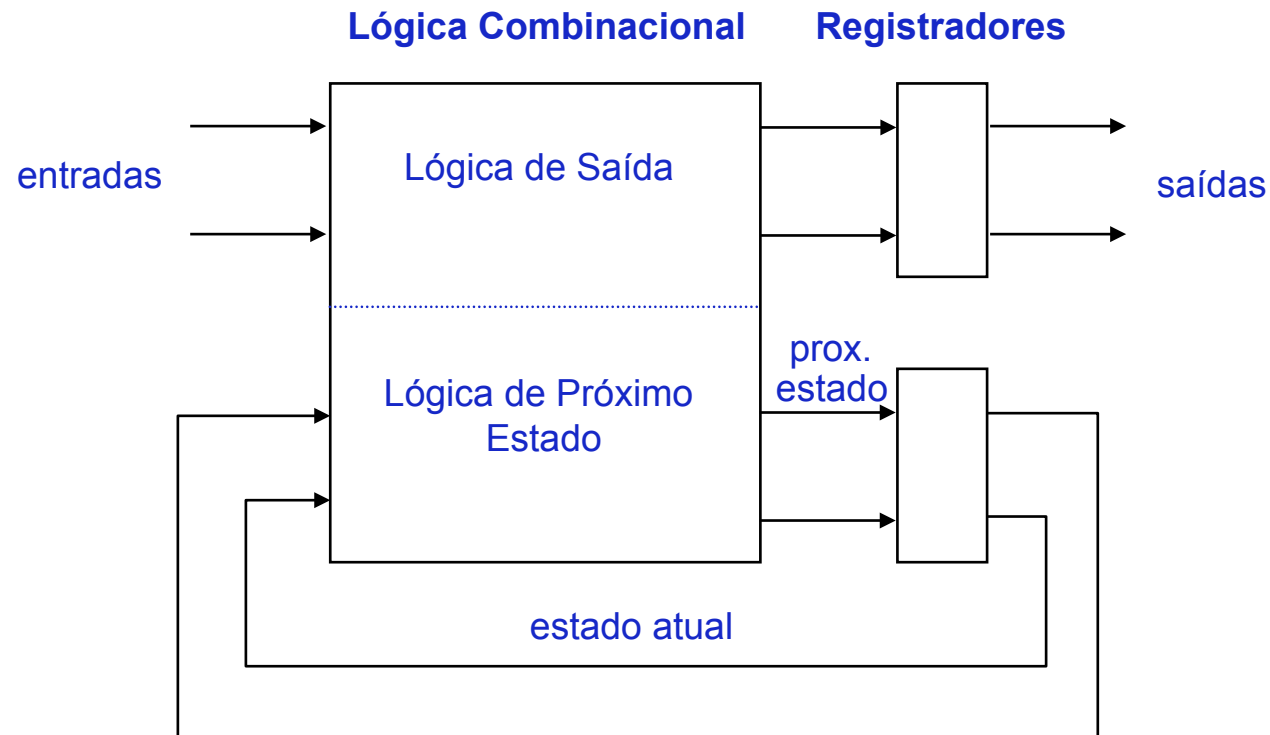 Lógica Combinacional
Registradores
entradas
Lógica de Saída
saídas
Lógica de Próximo
Estado
prox.
estado
estado atual